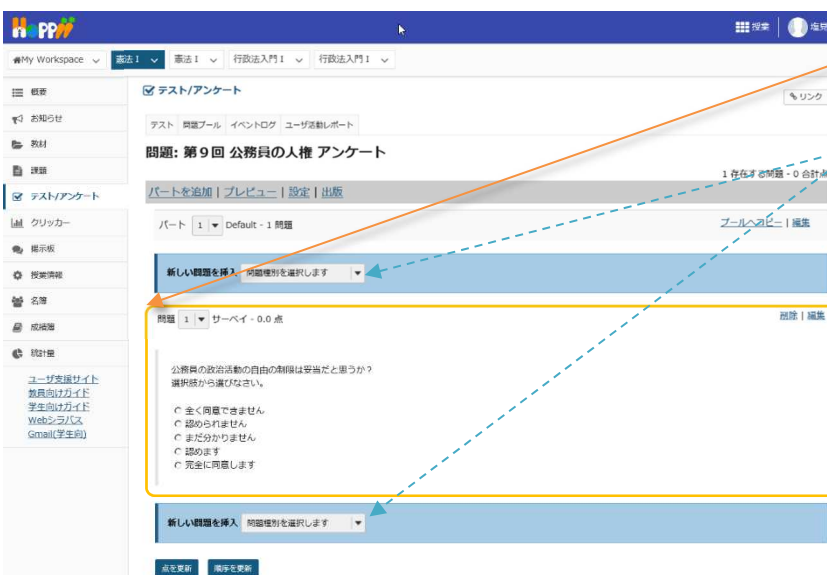 HoPPii 授業 塩見
My Workspace 憲法Ⅰ 憲法Ⅰ 行政法入門Ⅰ 行政法入門Ⅰ
概要
お知らせ
教材
課題
テスト/アンケート
クリッカー
掲示板
授業情報
名簿
成績簿
統計量
ユーザ支援サイト
教員向けガイド
学生向けガイド
Webシラバス
Gmail(学生向)
テスト/アンケート
リンク
テスト 問題プール イベントログ ユーザ活動レポート
問題: 第９回 公務員の人権 アンケート
1 存在する問題 - 0 合計点
パートを追加 | プレビュー | 設定 | 出版
パート 1 Default - 1 問題 プールへコピー | 編集
新しい問題を挿入 問題種別を選択します
問題 1 サーベイ - 0.0 点 削除 | 編集
公務員の政治活動の自由の制限は妥当だと思うか？
選択肢から選びなさい。
全く同意できません
認められません
まだ分かりません
認めます
完全に同意します
新しい問題を挿入 問題種別を選択します
点を更新 順序を更新